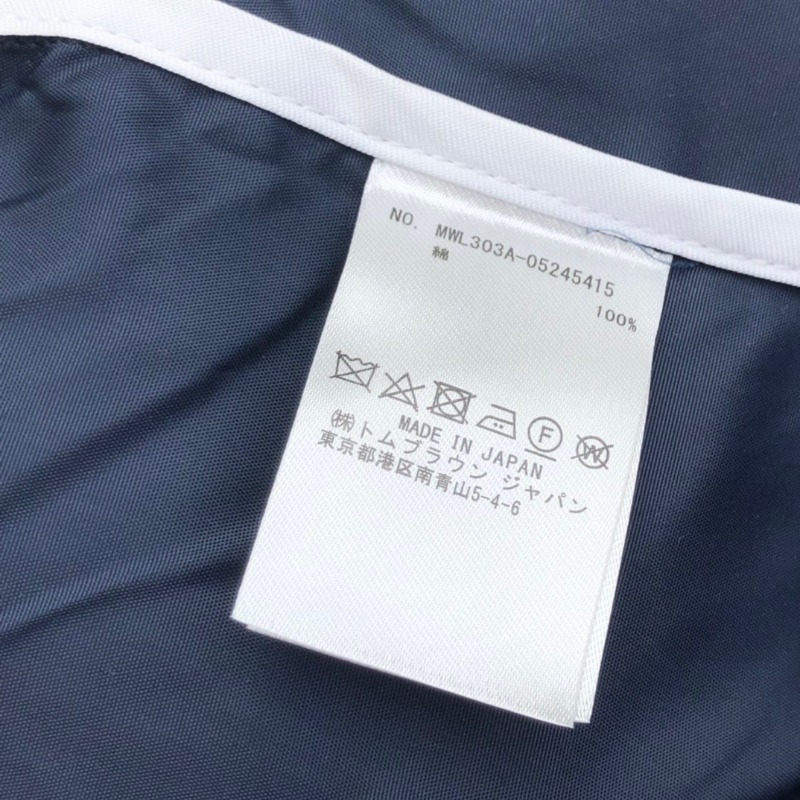 NO. MWL303A-05245415
綿 100%
MADE IN JAPAN
㈱トムブラウン ジャパン
東京都港区南青山5-4-6